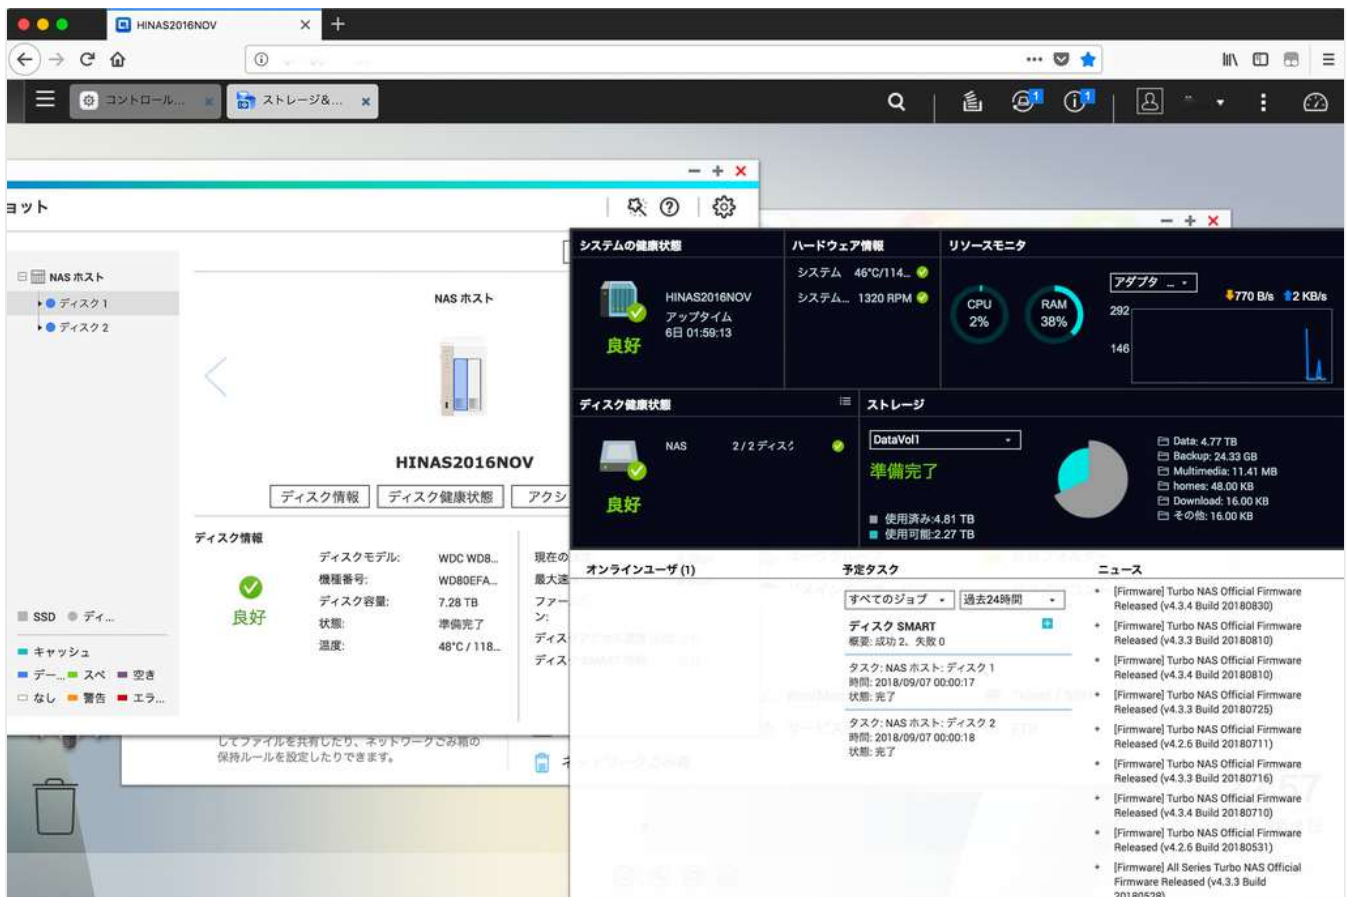 HINAS2016NOV
コントロール...
ストレージ&...
1
1
ョット
NAS ホスト
ディスク 1
ディスク 2
SSD ディ...
キャッシュ
デー... スペ 空き
なし 警告 エラ...
NAS ホスト
HINAS2016NOV
ディスク情報 ディスク健康状態 アクシ
ディスク情報
良好
ディスクモデル: WDC WD8...
機種番号: WD80EFA...
ディスク容量: 7.28 TB
状態: 準備完了
温度: 48°C / 118...
現在の
最大速
ファー
ン:
ディス
ディス
してファイルを共有したり、ネットワークごみ箱の
保持ルールを設定したりできます。
システムの健康状態
HINAS2016NOV
アップタイム
6日 01:59:13
良好
ハードウェア情報
システム 46°C/114...
システム... 1320 RPM
リソースモニタ
CPU
2%
RAM
38%
アダプタ ...
770 B/s 2 KB/s
292
146
ディスク健康状態
NAS 2 / 2 ディスク
良好
ストレージ
DataVol1
準備完了
使用済み:4.81 TB
使用可能:2.27 TB
Data: 4.77 TB
Backup: 24.33 GB
Multimedia: 11.41 MB
homes: 48.00 KB
Download: 16.00 KB
その他: 16.00 KB
オンラインユーザ (1)
予定タスク
すべてのジョブ 過去24時間
ディスク SMART
概要: 成功 2、失敗 0
タスク: NAS ホスト: ディスク 1
時間: 2018/09/07 00:00:17
状態: 完了
タスク: NAS ホスト: ディスク 2
時間: 2018/09/07 00:00:18
状態: 完了
ニュース
[Firmware] Turbo NAS Official Firmware
Released (v4.3.4 Build 20180830)
[Firmware] Turbo NAS Official Firmware
Released (v4.3.3 Build 20180810)
[Firmware] Turbo NAS Official Firmware
Released (v4.3.4 Build 20180810)
[Firmware] Turbo NAS Official Firmware
Released (v4.3.3 Build 20180725)
[Firmware] Turbo NAS Official Firmware
Released (v4.2.6 Build 20180711)
[Firmware] Turbo NAS Official Firmware
Released (v4.3.3 Build 20180716)
[Firmware] Turbo NAS Official Firmware
Released (v4.3.4 Build 20180710)
[Firmware] Turbo NAS Official Firmware
Released (v4.2.6 Build 20180531)
[Firmware] All Series Turbo NAS Official
Firmware Released (v4.3.3 Build
20180528)